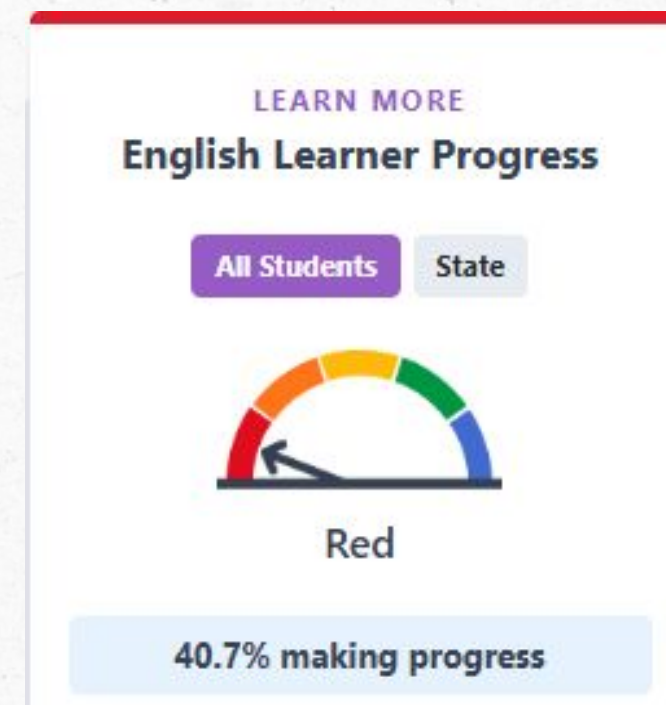 LEARN MORE
English Learner Progress
All Students State
Red
40.7% making progress